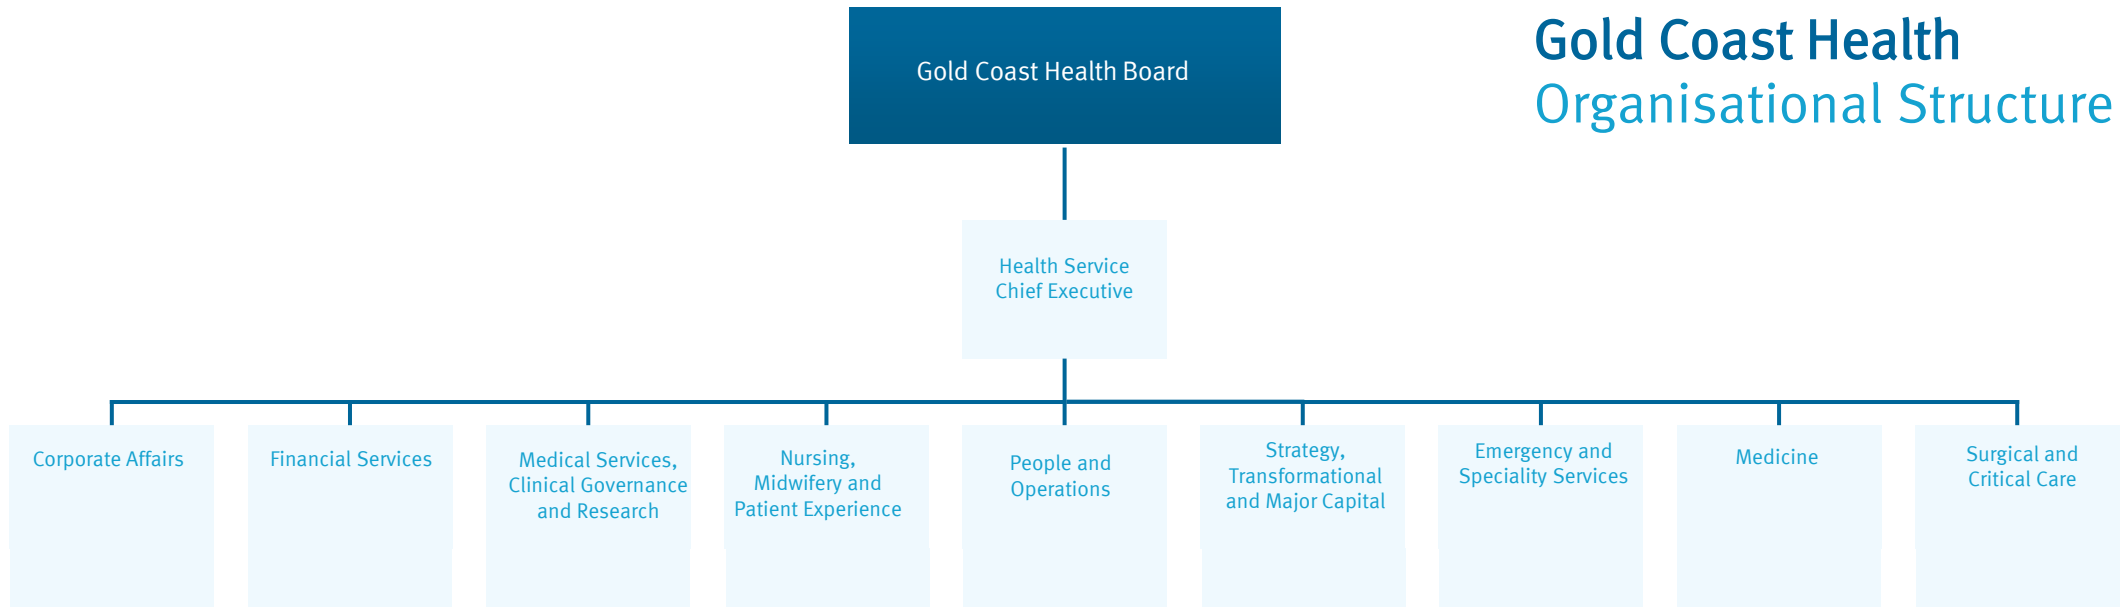 Gold Coast Health
Organisational Structure
Gold Coast Health Board
Health Service
Chief Executive
Corporate Affairs
Financial Services
Medical Services,
Clinical Governance
and Research
Nursing,
Midwifery and
Patient Experience
People and
Operations
Strategy,
Transformational
and Major Capital
Emergency and
Speciality Services
Medicine
Surgical and
Critical Care